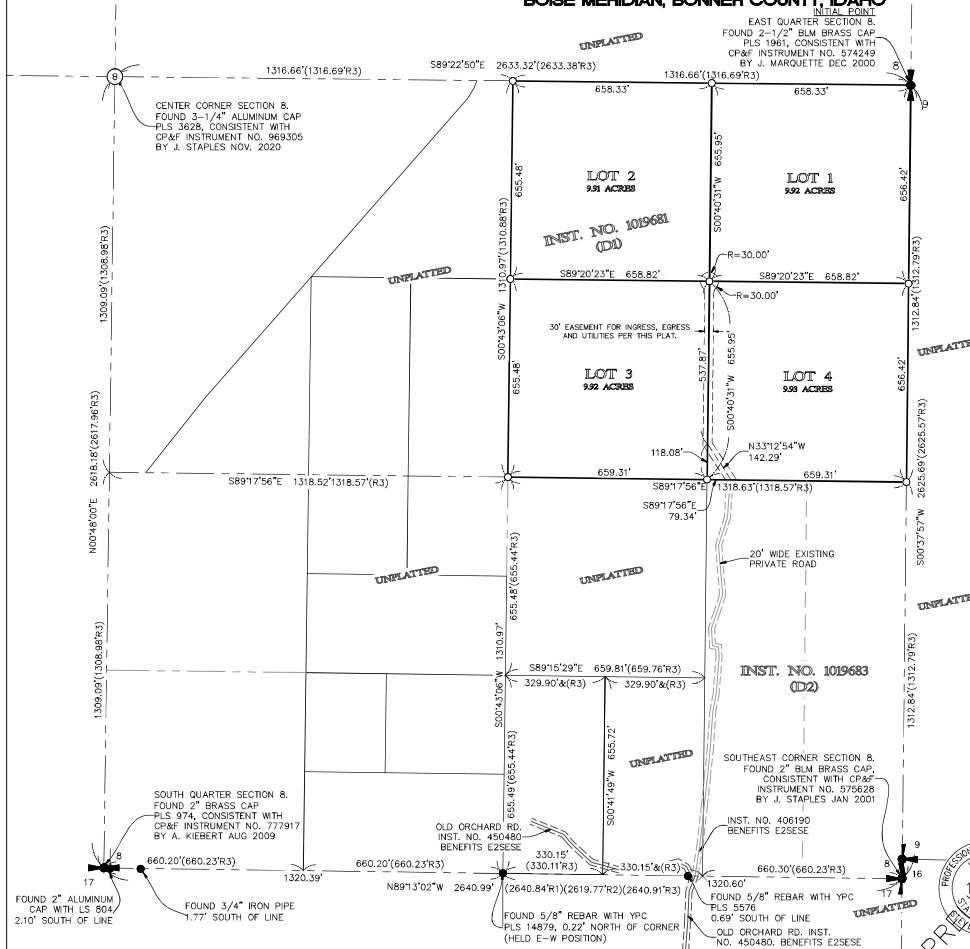 BOISE MERIDIAN, BONNER COUNTY, IDAHO
INITIAL POINT
EAST QUARTER SECTION 8.
FOUND 2-1/2" BLM BRASS CAP
PLS 1961, CONSISTENT WITH
CP&F INSTRUMENT NO. 574249
BY J. MARQUETTE DEC 2000
8
9
UNPLATTED
S89°22'50"E 2633.32'(2633.38'R3)
1316.66'(1316.69'R3)
1316.66'(1316.69'R3)
658.33'
658.33'
8
CENTER CORNER SECTION 8.
FOUND 3-1/4" ALUMINUM CAP
PLS 3628, CONSISTENT WITH
CP&F INSTRUMENT NO. 969305
BY J. STAPLES NOV. 2020
655.48'
LOT 2
9.91 ACRES
S00°40'31"W 655.95'
LOT 1
9.92 ACRES
656.42'
INST. NO. 1019681
(D1)
1309.09'(1308.98'R3)
S00°43'06"W 1310.97'(1310.88'R3)
1312.84'(1312.79'R3)
UNPLATTED
R=30.00'
S89°20'23"E 658.82'
S89°20'23"E 658.82'
R=30.00'
30' EASEMENT FOR INGRESS, EGRESS
AND UTILITIES PER THIS PLAT.
UNPLATTE
655.48'
LOT 3
9.92 ACRES
537.87'
S00°40'31"W 655.95'
LOT 4
9.93 ACRES
656.42'
N00°48'00"E 2618.18'(2617.96'R3)
S00°37'57"W 2625.69'(2625.57'R3)
118.08'
N33°12'54"W
142.29'
659.31'
659.31'
S89°17'56"E 1318.52'1318.57'(R3)
S89°17'56"E 1318.63'(1318.57'R3)
S89°17'56"E
79.34'
20' WIDE EXISTING
PRIVATE ROAD
UNPLATTED
UNPLATTED
UNPLATTE
655.48'(655.44'R3)
S00°43'06"W 1310.97'
1309.09'(1308.98'R3)
1312.84'(1312.79'R3)
S89°15'29"E 659.81'(659.76'R3)
329.90'&(R3)
329.90'&(R3)
INST. NO. 1019683
(D2)
S00°41'49"W 655.72'
655.49'(655.44'R3)
UNPLATTED
SOUTHEAST CORNER SECTION 8.
FOUND 2" BLM BRASS CAP,
CONSISTENT WITH CP&F
INSTRUMENT NO. 575628
BY J. STAPLES JAN 2001
SOUTH QUARTER SECTION 8.
FOUND 2" BRASS CAP
PLS 974, CONSISTENT WITH
CP&F INSTRUMENT NO. 777917
BY A. KIEBERT AUG 2009
OLD ORCHARD RD.
INST. NO. 450480
BENEFITS E2SESE
INST. NO. 406190
BENEFITS E2SESE
8
17
660.20'(660.23'R3)
660.20'(660.23'R3)
330.15'
(330.11'R3)
330.15'&(R3)
660.30'(660.23'R3)
8
9
17
16
1320.39'
N89°13'02"W 2640.99' (2640.84'R1)(2619.77'R2)(2640.91'R3)
1320.60'
FOUND 2" ALUMINUM
CAP WITH LS 804,
2.10' SOUTH OF LINE
FOUND 3/4" IRON PIPE
1.77' SOUTH OF LINE
FOUND 5/8" REBAR WITH YPC
PLS 14879, 0.22' NORTH OF CORNER
(HELD E-W POSITION)
FOUND 5/8" REBAR WITH YPC
PLS 5576
0.69' SOUTH OF LINE
OLD ORCHARD RD. INST.
NO. 450480. BENEFITS E2SESE
UNPLATTED
PROFESSION